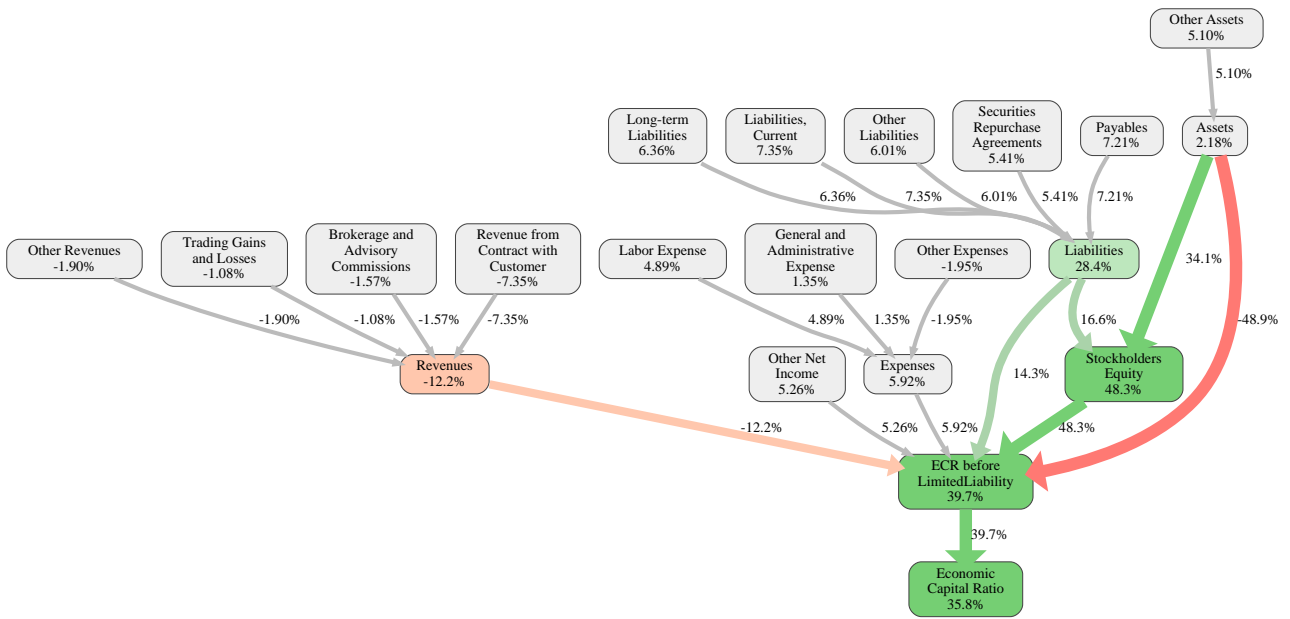 Other Assets
5.10%
5.10%
Long-term
Liabilities
6.36%
Liabilities,
Current
7.35%
Other
Liabilities
6.01%
Securities
Repurchase
Agreements
5.41%
Payables
7.21%
Assets
2.18%
6.36%
7.35%
6.01%
5.41%
7.21%
Other Revenues
-1.90%
Trading Gains
and Losses
-1.08%
Brokerage and
Advisory
Commissions
-1.57%
Revenue from
Contract with
Customer
-7.35%
Labor Expense
4.89%
General and
Administrative
Expense
1.35%
Other Expenses
-1.95%
Liabilities
28.4%
34.1%
-48.9%
-1.90%
-1.08%
-1.57%
-7.35%
4.89%
1.35%
-1.95%
16.6%
Revenues
-12.2%
Other Net
Income
5.26%
Expenses
5.92%
14.3%
Stockholders
Equity
48.3%
-12.2%
5.26%
5.92%
48.3%
ECR before
LimitedLiability
39.7%
39.7%
Economic
Capital Ratio
35.8%